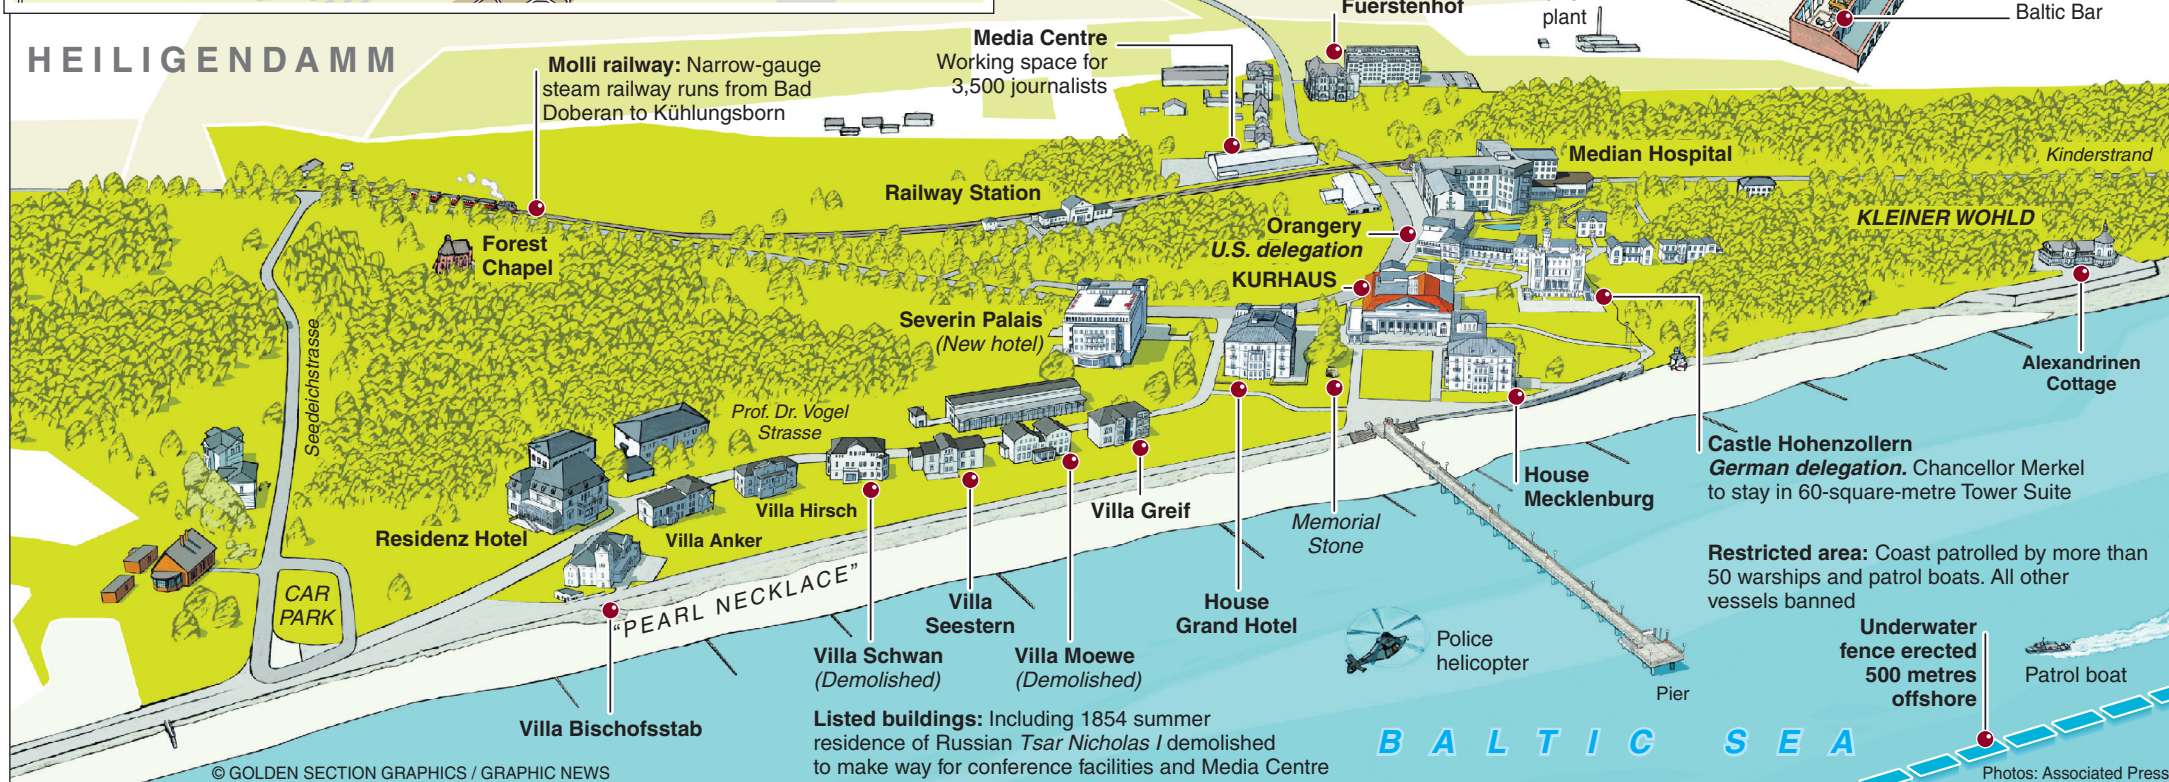 Fuerstenhof
plant
Baltic Bar
HEILIGENDAMM
Molli railway: Narrow-gauge
steam railway runs from Bad
Doberan to Kühlungsborn
Media Centre
Working space for
3,500 journalists
Median Hospital
Kinderstrand
Railway Station
KLEINER WOHLD
Orangery
U.S. delegation
KURHAUS
Forest
Chapel
Severin Palais
(New hotel)
Seedeichstrasse
Alexandrinen
Cottage
Prof. Dr. Vogel
Strasse
Castle Hohenzollern
German delegation. Chancellor Merkel
to stay in 60-square-metre Tower Suite
House
Mecklenburg
Villa Hirsch
Villa Greif
Memorial
Stone
Residenz Hotel
Villa Anker
Restricted area: Coast patrolled by more than
50 warships and patrol boats. All other
vessels banned
CAR
PARK
"PEARL NECKLACE"
Villa
Seestern
House
Grand Hotel
Police
helicopter
Underwater
fence erected
500 metres
offshore
Patrol boat
Villa Schwan
(Demolished)
Villa Moewe
(Demolished)
Pier
Villa Bischofsstab
Listed buildings: Including 1854 summer
residence of Russian Tsar Nicholas I demolished
to make way for conference facilities and Media Centre
BALTIC SEA
© GOLDEN SECTION GRAPHICS / GRAPHIC NEWS
Photos: Associated Press